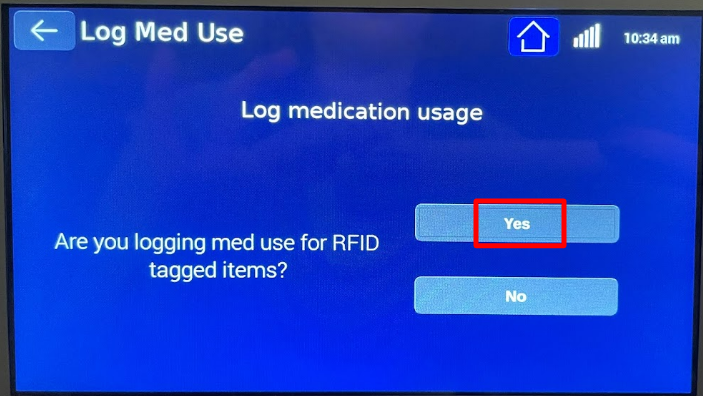 Log Med Use
10:34 am
Log medication usage
Are you logging med use for RFID
tagged items?
Yes
No